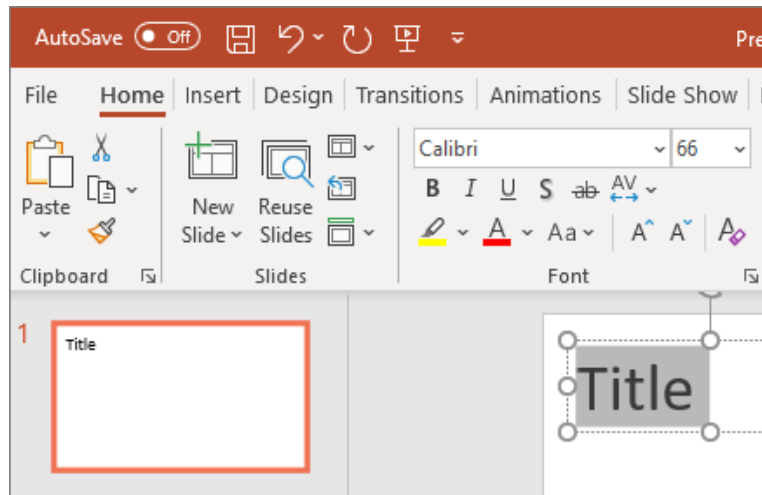 AutoSave Off Pre
File Home Insert Design Transitions Animations Slide Show
Calibri 66
B I U S ab AV
Paste New Reuse
Slide Slides A Aa A A A
Clipboard Slides Font
1
Title
Title